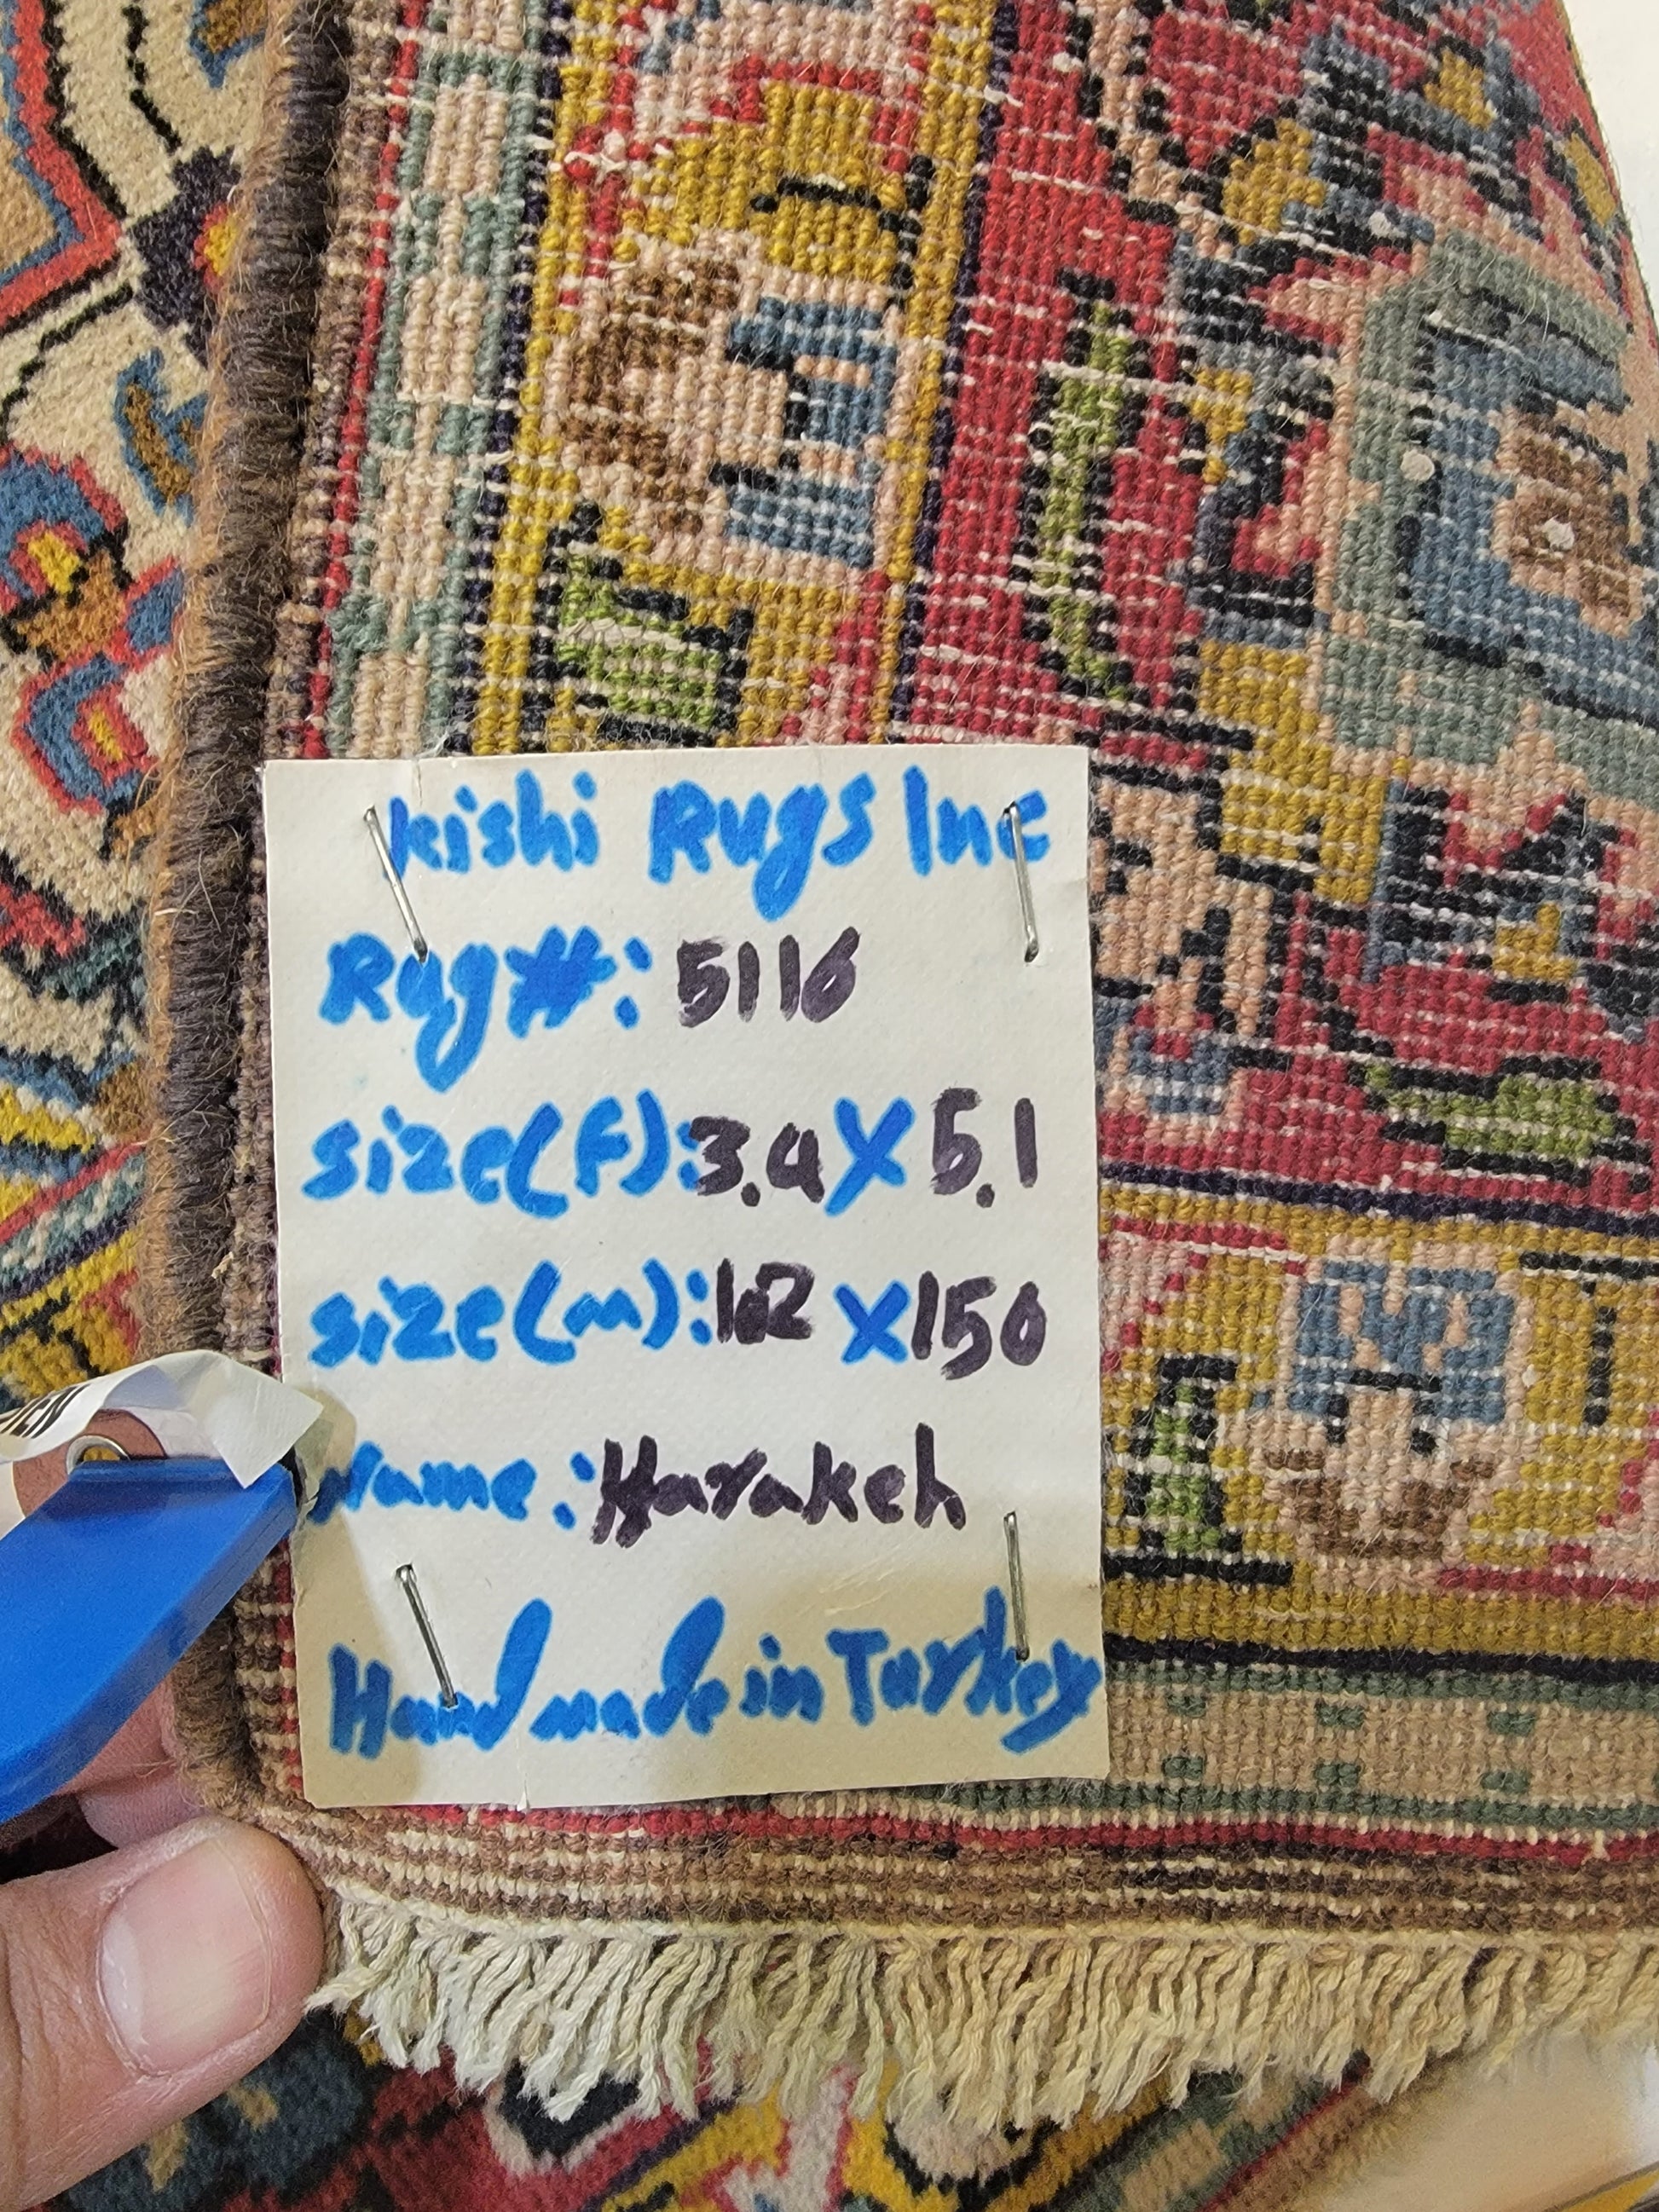 Kishi Rugs Inc
Rug#: 5116
size(F): 3.4 X 5.1
size(m): 102 X 150
Name: Harakeh
Hand made in Turkey